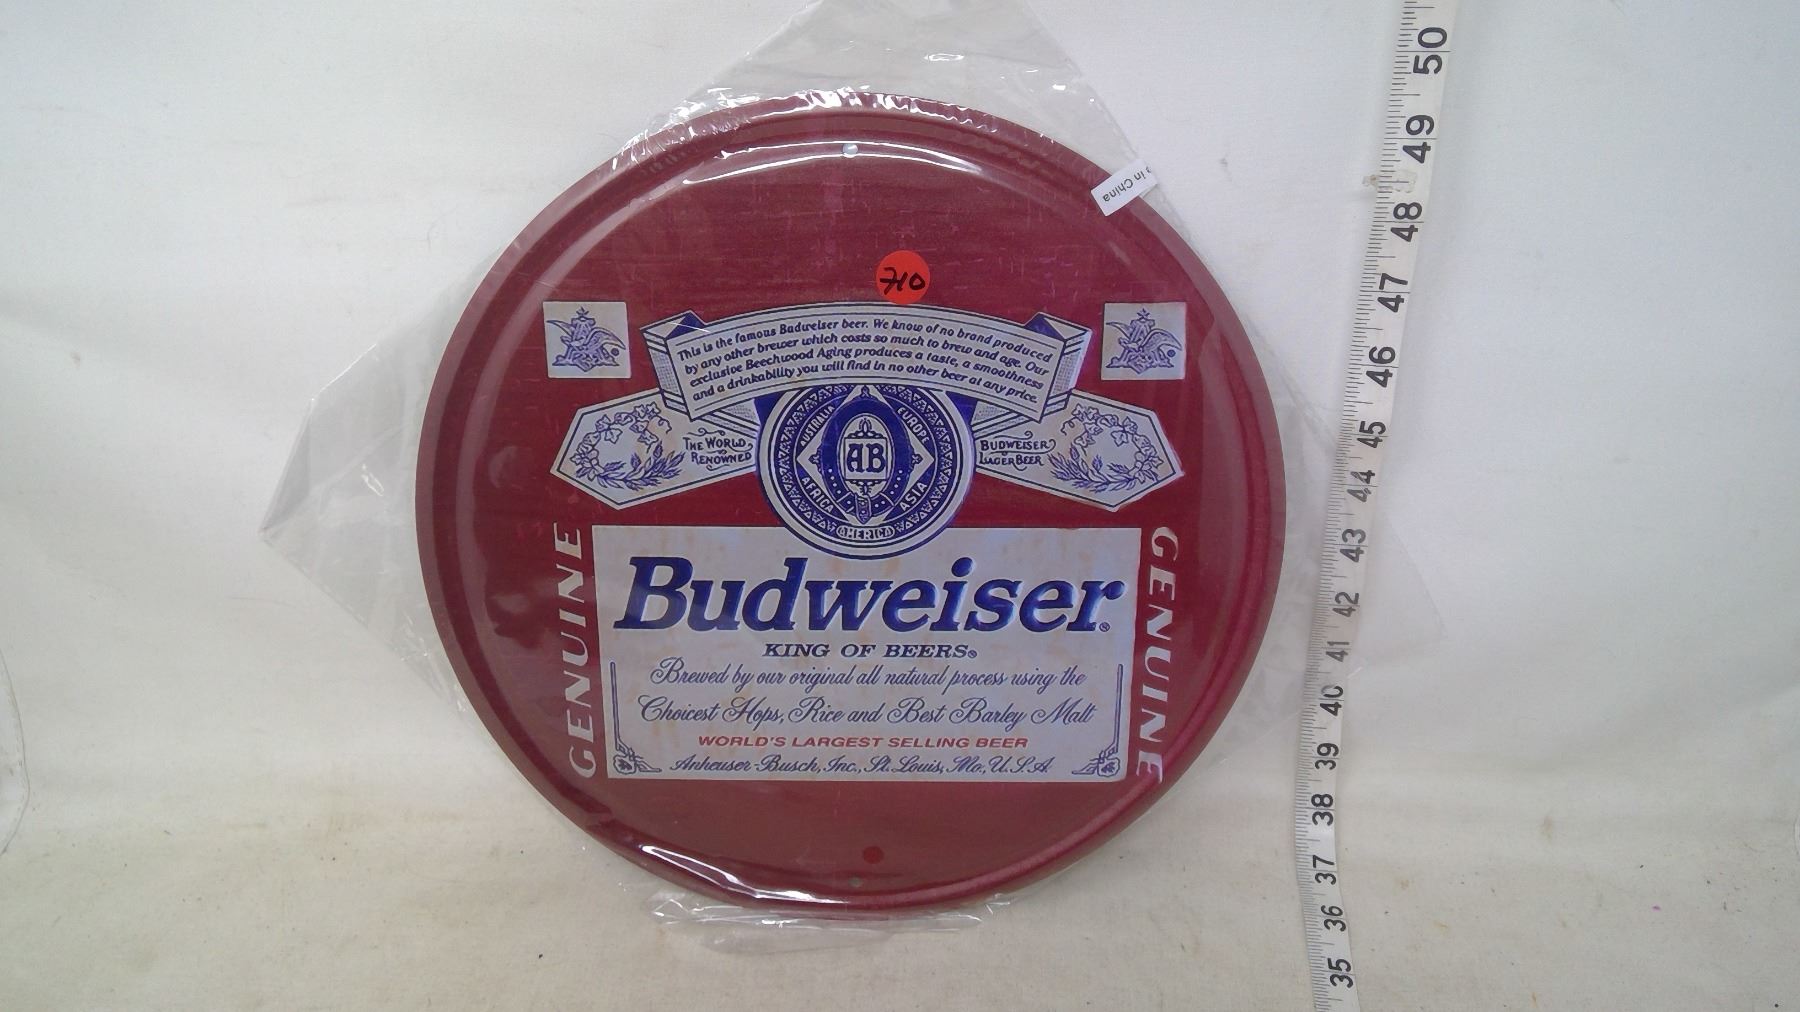 50
49
48
47
46
45
44
43
42
41
40
39
38
37
36
35
in China
710
This is the famous Budweiser beer. We know of no brand produced
by any other brewer which costs so much to brew and age. Our
exclusive Beechwood Aging produces a taste, a smoothness
and a drinkability you will find in no other beer at any price.
THE WORLD
RENOWNED
BUDWEISER
LAGER BEER
AUSTRALIA
EUROPE
AFRICA
ASIA
AMERICA
AB
GENUINE
GENUINE
Budweiser®
KING OF BEERS®
Brewed by our original all natural process using the
Choicest Hops, Rice and Best Barley Malt
WORLD'S LARGEST SELLING BEER
Anheuser-Busch, Inc., St. Louis, Mo., U.S.A.